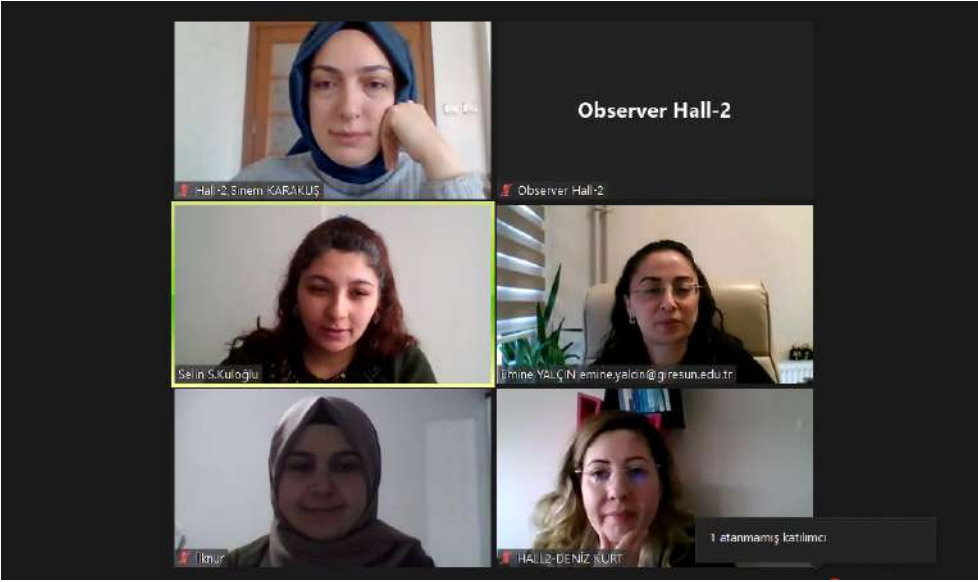 Observer Hall-2
Hall-2,Sinem KARAKUŞ
Observer Hall-2
Selin S.Kuloğlu
Emine YALÇIN emine.yalcin@giresun.edu.tr
İlknur
HALL2-DENİZ KURT
1 atanmamış katılımcı